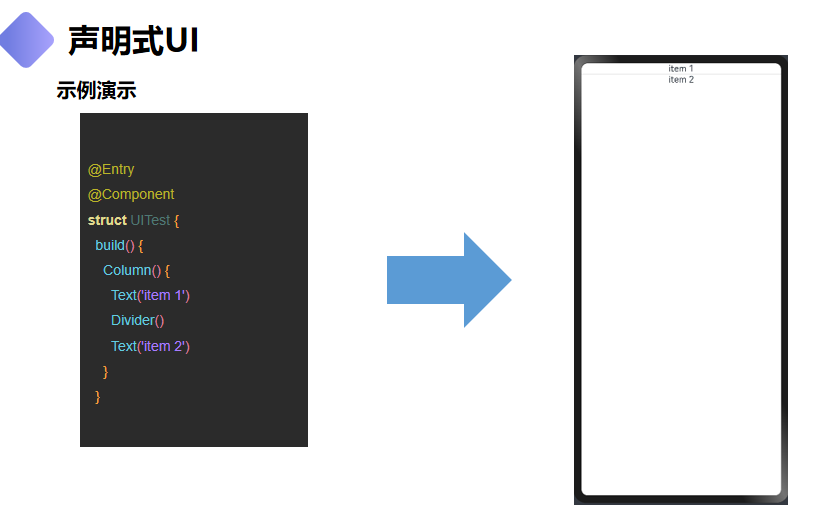 声明式UI
示例演示
@Entry
@Component
struct UITest {
build() {
Column() {
Text('item 1')
Divider()
Text('item 2')
}
}
item 1
item 2